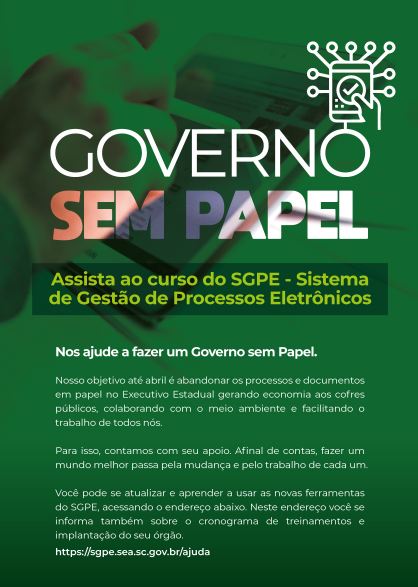 GOVERNO
SEM PAPEL
Assista ao curso do SGPE - Sistema
de Gestão de Processos Eletrônicos
Nos ajude a fazer um Governo sem Papel.
Nosso objetivo até abril é abandonar os processos e documentos
em papel no Executivo Estadual gerando economia aos cofres
públicos, colaborando com o meio ambiente e facilitando o
trabalho de todos nós.
Para isso, contamos com seu apoio. Afinal de contas, fazer um
mundo melhor passa pela mudança e pelo trabalho de cada um.
Você pode se atualizar e aprender a usar as novas ferramentas
do SGPE, acessando o endereço abaixo. Neste endereço você se
informa também sobre o cronograma de treinamentos e
implantação do seu órgão.
https://sgpe.sea.sc.gov.br/ajuda